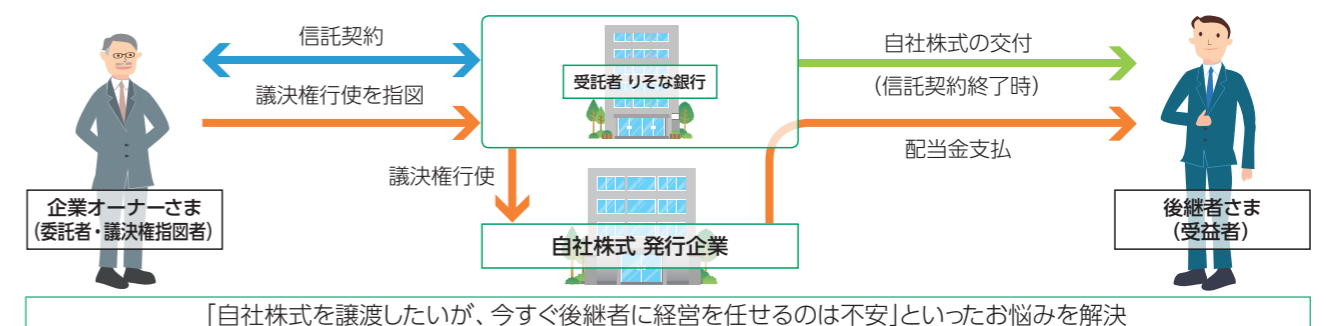 信託契約
議決権行使を指図
受託者 りそな銀行
自社株式の交付
(信託契約終了時)
配当金支払
議決権行使
企業オーナーさま
(委託者・議決権指図者)
自社株式 発行企業
後継者さま
(受益者)
「自社株式を譲渡したいが、今すぐ後継者に経営を任せるのは不安」といったお悩みを解決